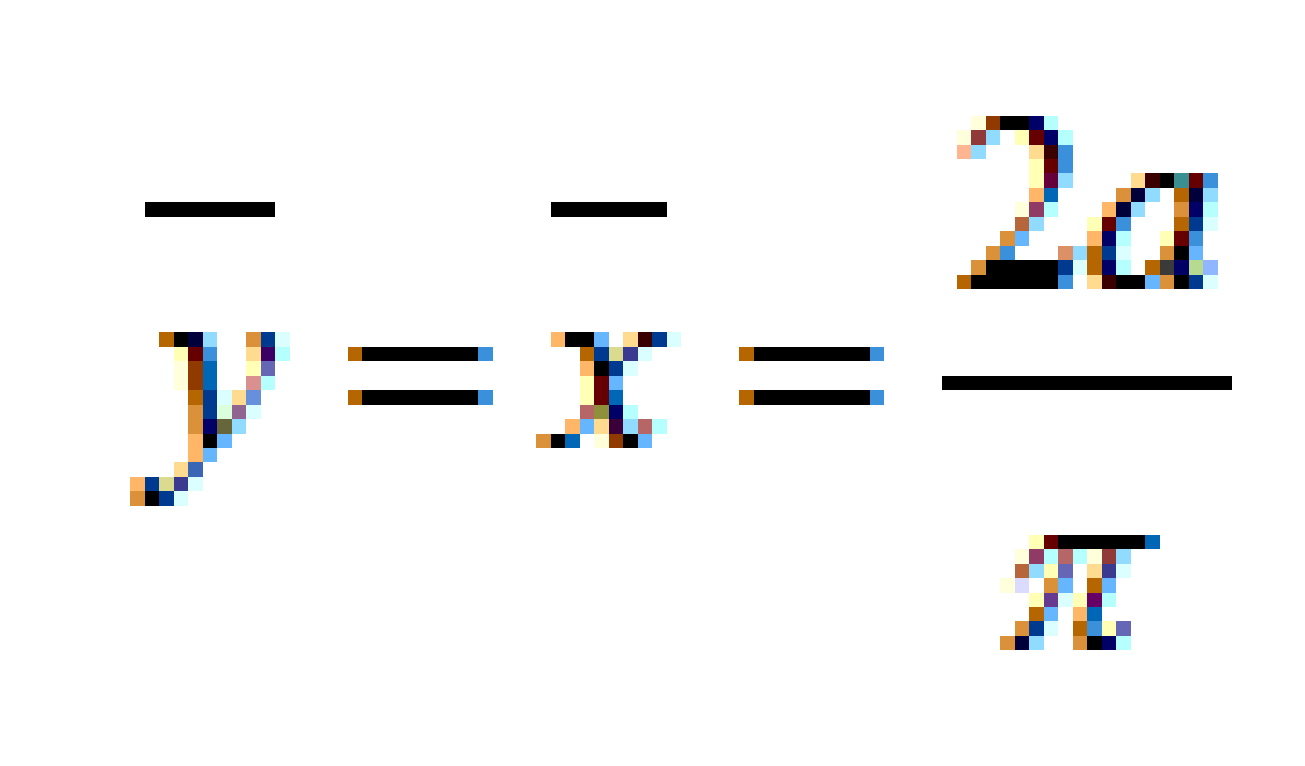 y̅ = x̅ = 2a/π